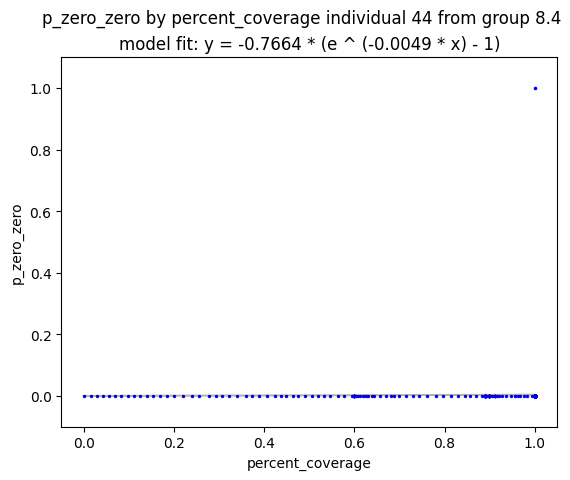 p_zero_zero by percent_coverage individual 44 from group 8.4
model fit: y = -0.7664 * (e ^ (-0.0049 * x) - 1)
1.0
0.8
0.6
0.4
0.2
0.0
p_zero_zero
0.0 0.2 0.4 0.6 0.8 1.0
percent_coverage